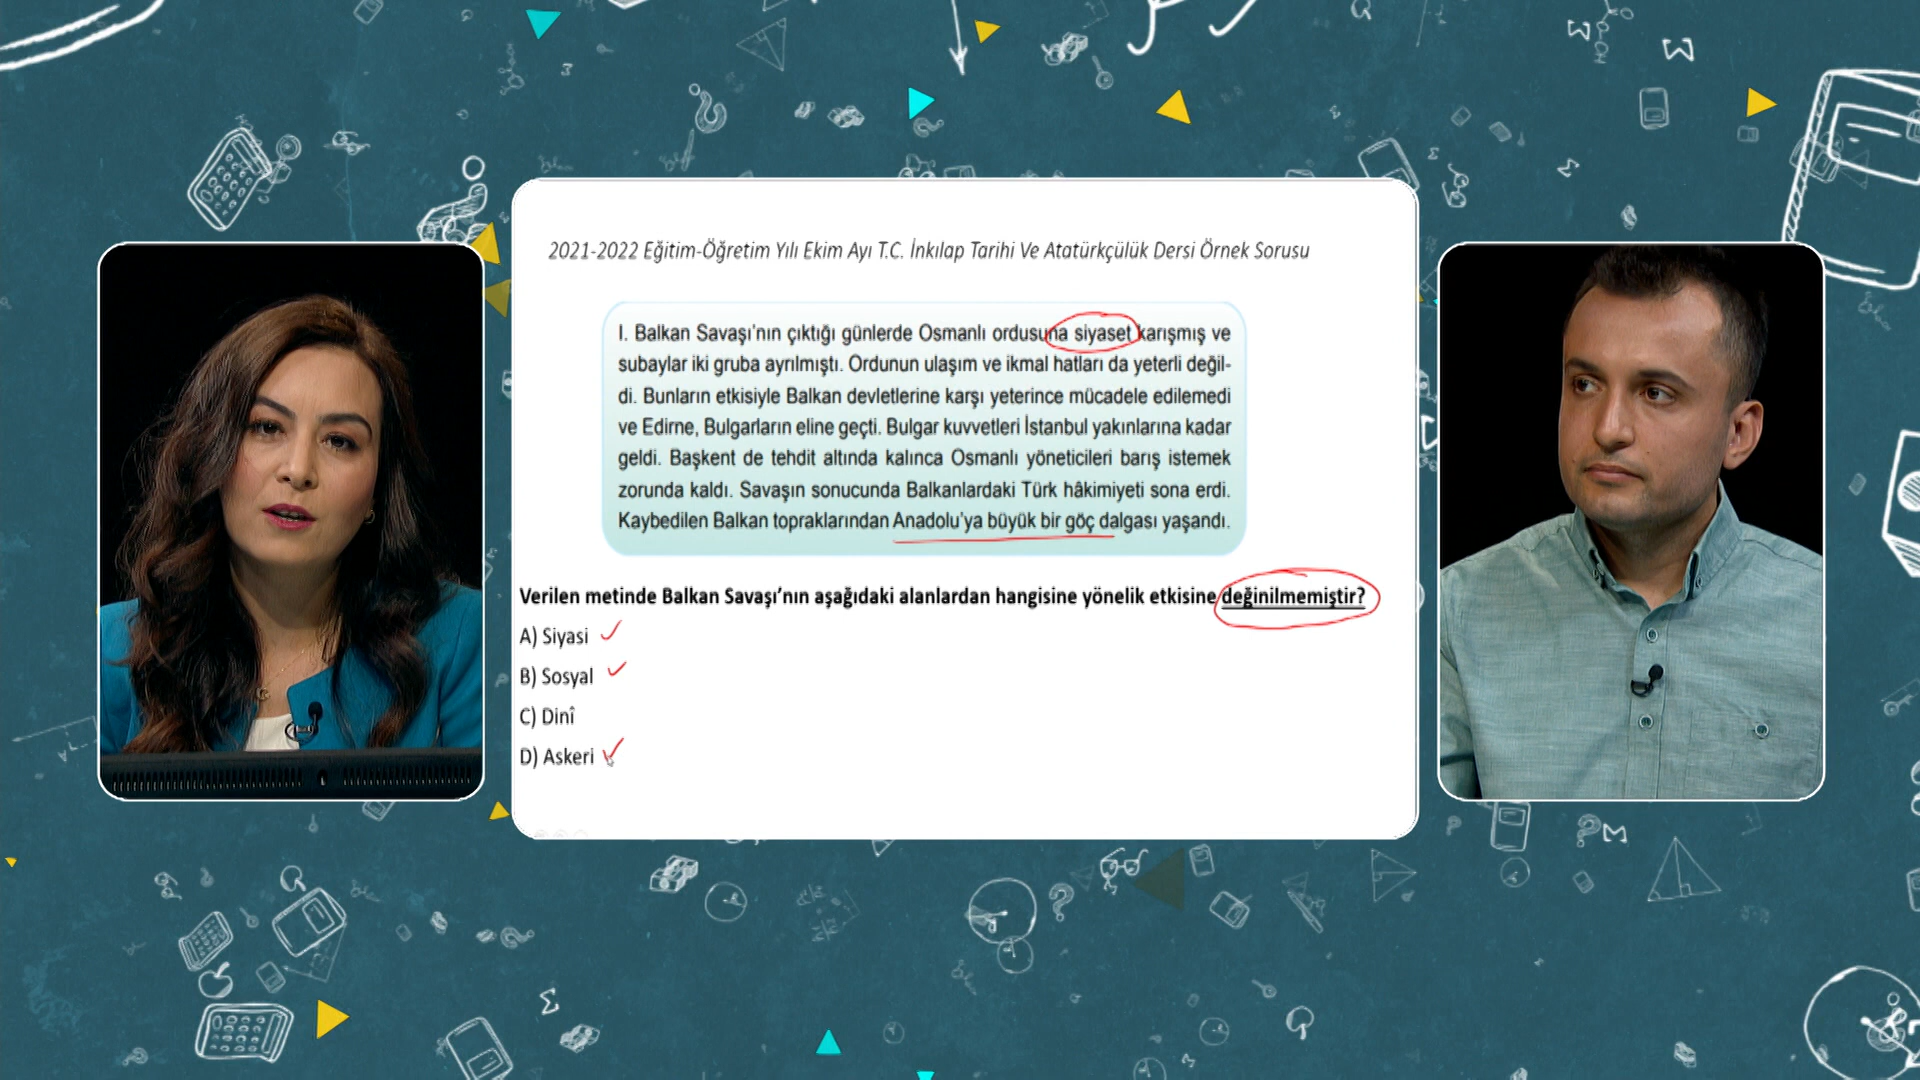 2021-2022 Eğitim-Öğretim Yılı Ekim Ayı T.C. İnkılap Tarihi Ve Atatürkçülük Dersi Örnek Sorusu
I. Balkan Savaşı'nın çıktığı günlerde Osmanlı ordusuna siyaset karışmış ve
subaylar iki gruba ayrılmıştı. Ordunun ulaşım ve ikmal hatları da yeterli değil-
di. Bunların etkisiyle Balkan devletlerine karşı yeterince mücadele edilemedi
ve Edirne, Bulgarların eline geçti. Bulgar kuvvetleri İstanbul yakınlarına kadar
geldi. Başkent de tehdit altında kalınca Osmanlı yöneticileri barış istemek
zorunda kaldı. Savaşın sonucunda Balkanlardaki Türk hâkimiyeti sona erdi.
Kaybedilen Balkan topraklarından Anadolu'ya büyük bir göç dalgası yaşandı.
Verilen metinde Balkan Savaşı'nın aşağıdaki alanlardan hangisine yönelik etkisine değinilmemiştir?
A) Siyasi
B) Sosyal
C) Dinî
D) Askeri